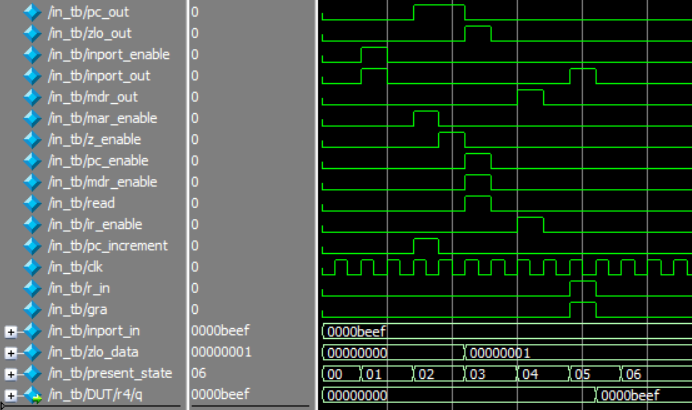 /in_tb/pc_out 0
/in_tb/zlo_out 0
/in_tb/inport_enable 0
/in_tb/inport_out 0
/in_tb/mdr_out 0
/in_tb/mar_enable 0
/in_tb/z_enable 0
/in_tb/pc_enable 0
/in_tb/mdr_enable 0
/in_tb/read 0
/in_tb/ir_enable 0
/in_tb/pc_increment 0
/in_tb/clk 0
/in_tb/r_in 0
/in_tb/gra 0
/in_tb/inport_in 0000beef 0000beef
/in_tb/zlo_data 00000001 00000000 00000001
/in_tb/present_state 06 00 01 02 03 04 05 06
/in_tb/DUT/r4/q 0000beef 00000000 0000beef